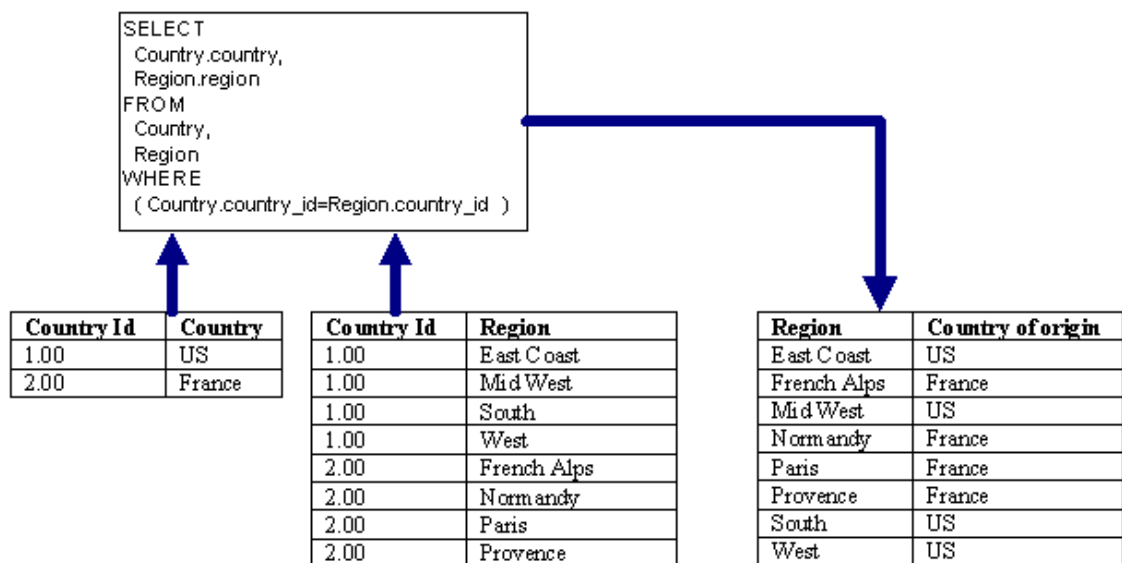 SELECT
Country.country,
Region.region
FROM
Country,
Region
WHERE
( Country.country_id=Region.country_id )
Country Id Country
1.00 US
2.00 France
Country Id Region
1.00 East Coast
1.00 Mid West
1.00 South
1.00 West
2.00 French Alps
2.00 Normandy
2.00 Paris
2.00 Provence
Region Country of origin
East Coast US
French Alps France
Mid West US
Normandy France
Paris France
Provence France
South US
West US